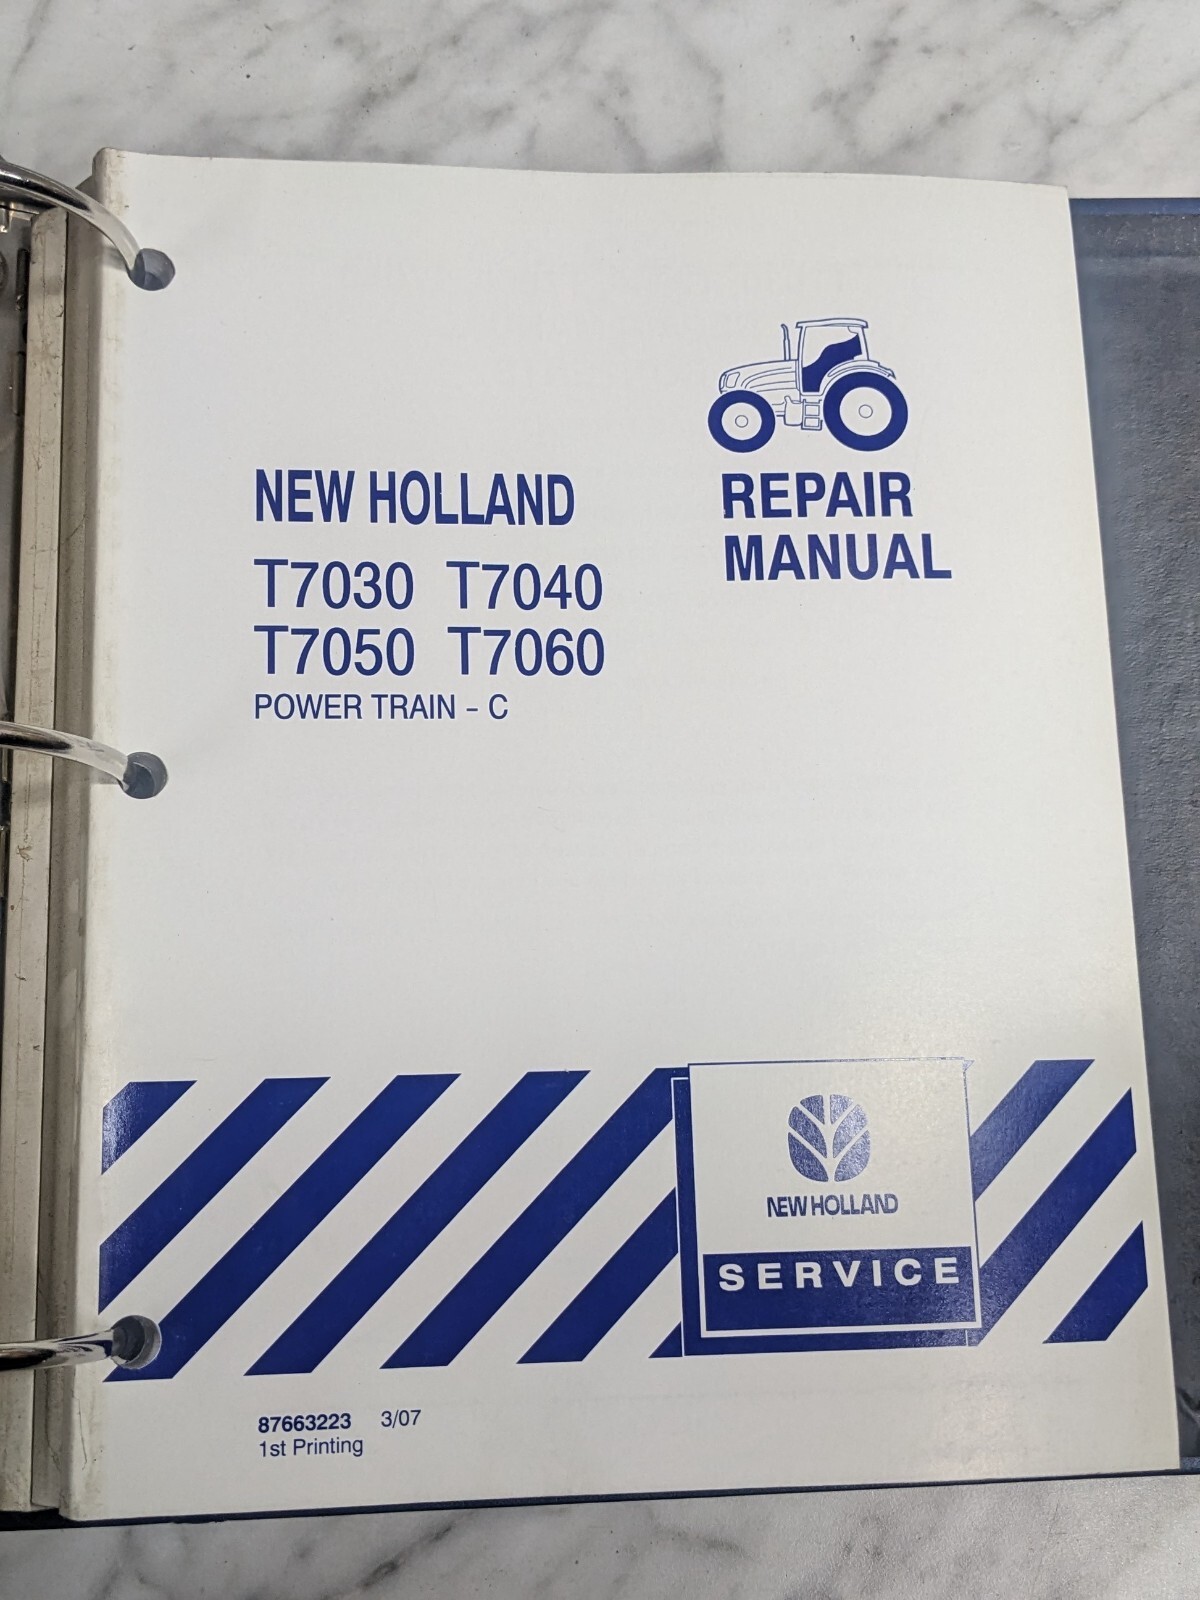 NEW HOLLAND
T7030 T7040
T7050 T7060
POWER TRAIN - C
REPAIR
MANUAL
NEW HOLLAND
SERVICE
87663223 3/07
1st Printing